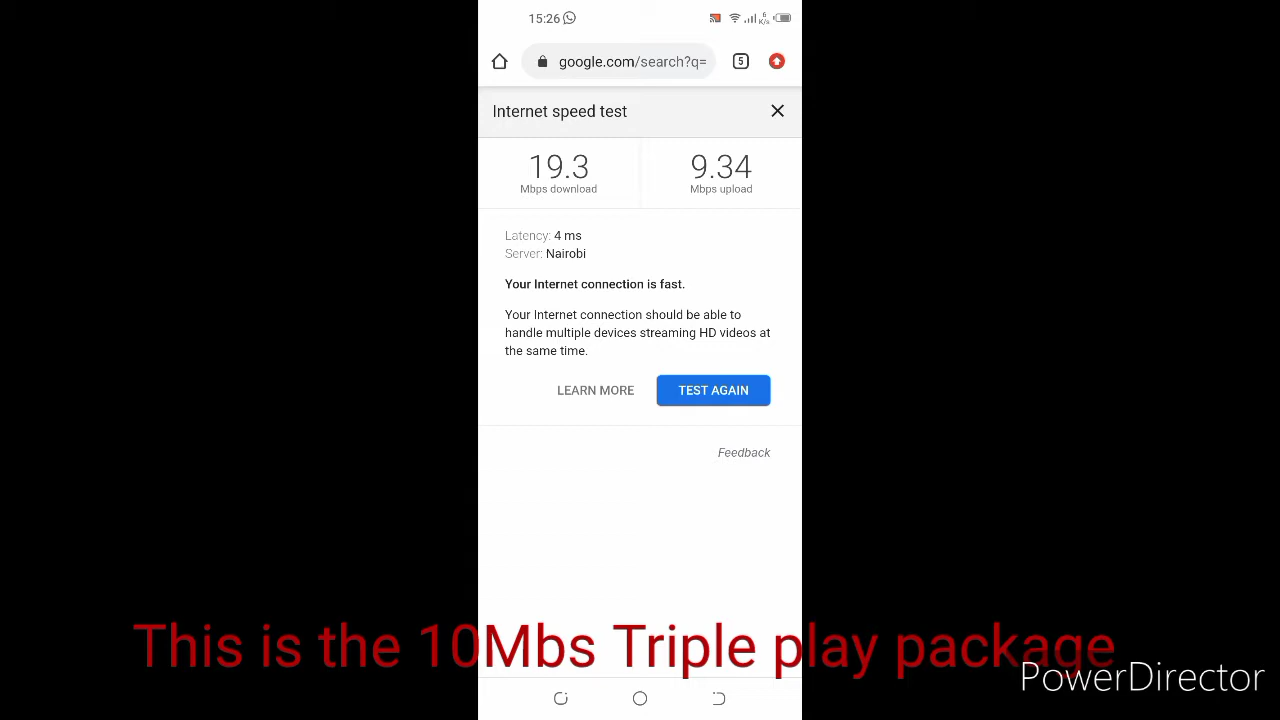 15:26
6
K/s
google.com/search?q=
5
Internet speed test
19.3
Mbps download
9.34
Mbps upload
Latency: 4 ms
Server: Nairobi
Your Internet connection is fast.
Your Internet connection should be able to
handle multiple devices streaming HD videos at
the same time.
LEARN MORE
TEST AGAIN
Feedback
This is the 10Mbs Triple play package
PowerDirector